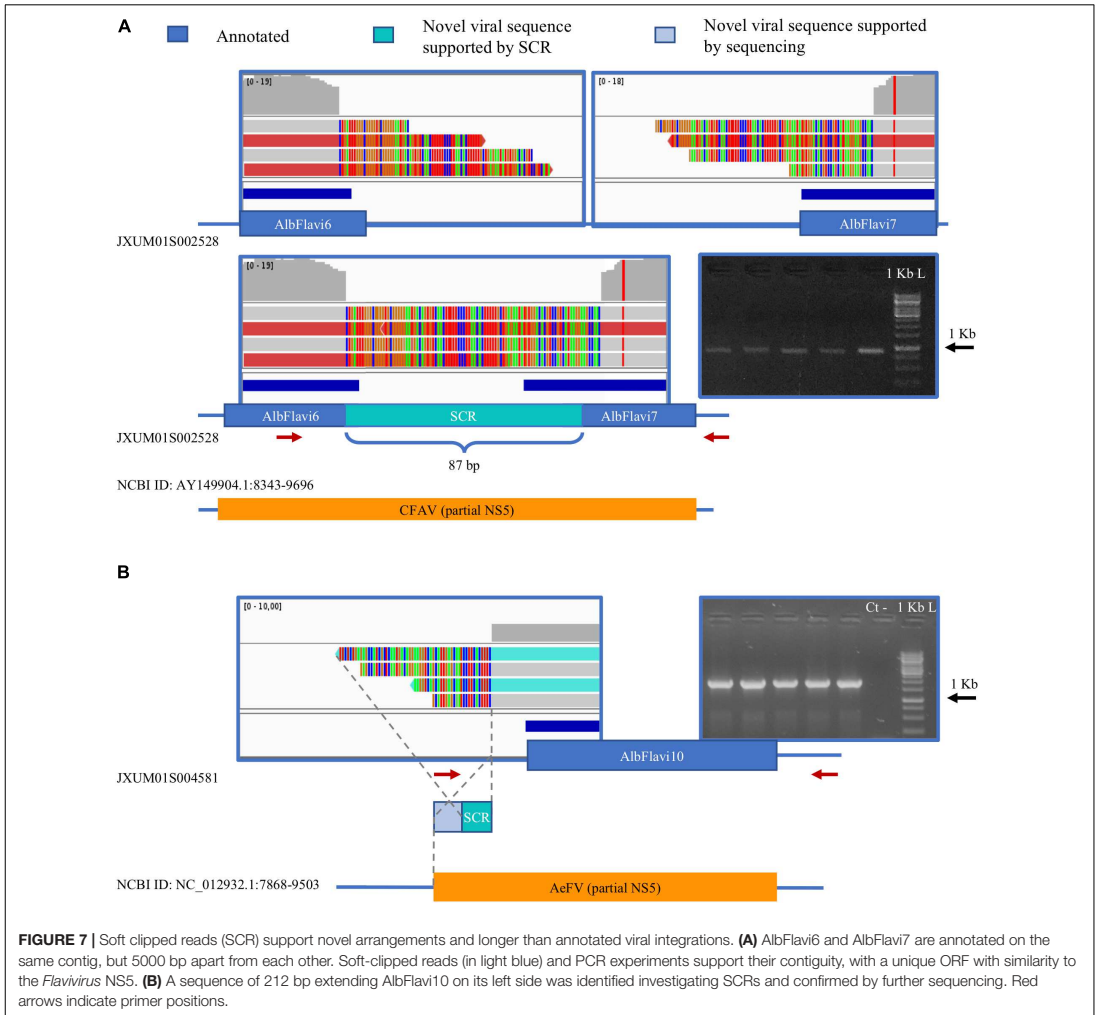 A
Annotated
Novel viral sequence
supported by SCR
Novel viral sequence supported
by sequencing
[0 - 19]
[0 - 18]
AlbFlavi6
AlbFlavi7
JXUM01S002528
[0 - 19]
1 Kb L
1 Kb
AlbFlavi6
SCR
AlbFlavi7
JXUM01S002528
87 bp
NCBI ID: AY149904.1:8343-9696
CFAV (partial NS5)
B
[0 - 10,00]
Ct - 1 Kb L
1 Kb
AlbFlavi10
JXUM01S004581
SCR
NCBI ID: NC_012932.1:7868-9503
AeFV (partial NS5)
FIGURE 7 | Soft clipped reads (SCR) support novel arrangements and longer than annotated viral integrations. (A) AlbFlavi6 and AlbFlavi7 are annotated on the
same contig, but 5000 bp apart from each other. Soft-clipped reads (in light blue) and PCR experiments support their contiguity, with a unique ORF with similarity to
the Flavivirus NS5. (B) A sequence of 212 bp extending AlbFlavi10 on its left side was identified investigating SCRs and confirmed by further sequencing. Red
arrows indicate primer positions.